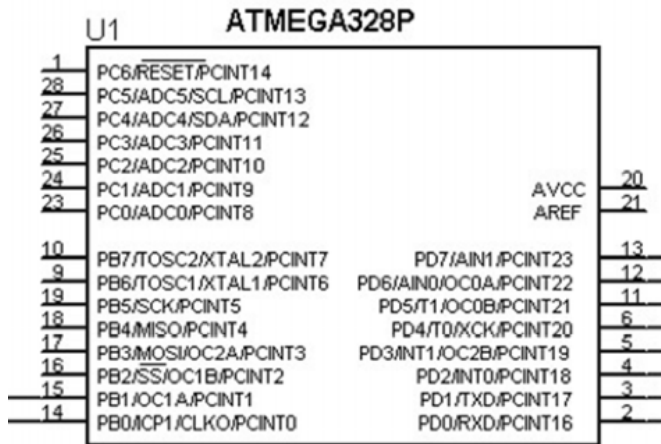 U1 ATMEGA328P
1 PC6/RESET/PCINT14
28 PC5/ADC5/SCL/PCINT13
27 PC4/ADC4/SDA/PCINT12
26 PC3/ADC3/PCINT11
25 PC2/ADC2/PCINT10
24 PC1/ADC1/PCINT9 AVCC 20
23 PC0/ADC0/PCINT8 AREF 21
10 PB7/TOSC2/XTAL2/PCINT7 PD7/AIN1/PCINT23 13
9 PB6/TOSC1/XTAL1/PCINT6 PD6/AIN0/OC0A/PCINT22 12
19 PB5/SCK/PCINT5 PD5/T1/OC0B/PCINT21 11
18 PB4/MISO/PCINT4 PD4/T0/XCK/PCINT20 6
17 PB3/MOSI/OC2A/PCINT3 PD3/INT1/OC2B/PCINT19 5
16 PB2/SS/OC1B/PCINT2 PD2/INT0/PCINT18 4
15 PB1/OC1A/PCINT1 PD1/TXD/PCINT17 3
14 PB0/ICP1/CLKO/PCINT0 PD0/RXD/PCINT16 2